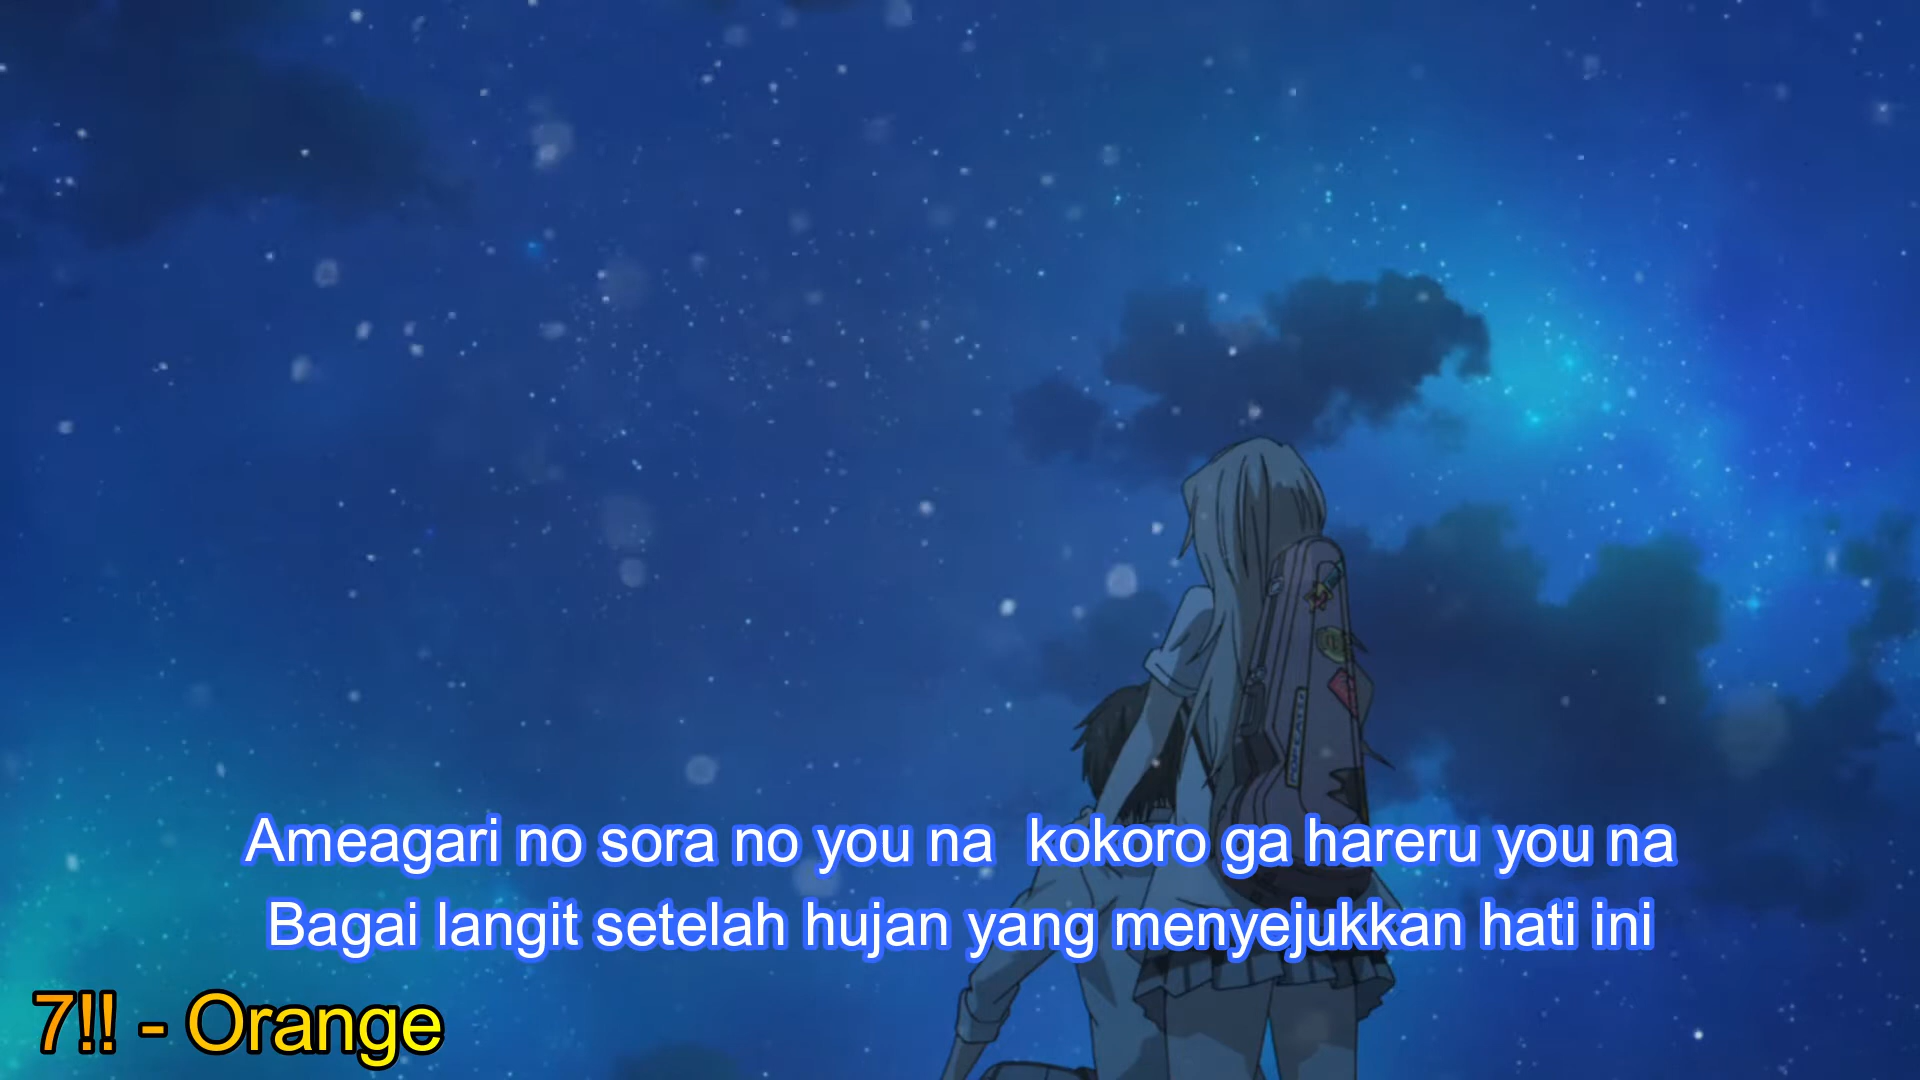 Ameagari no sora no you na  kokoro ga hareru you na
Bagai langit setelah hujan yang menyejukkan hati ini
7!! - Orange